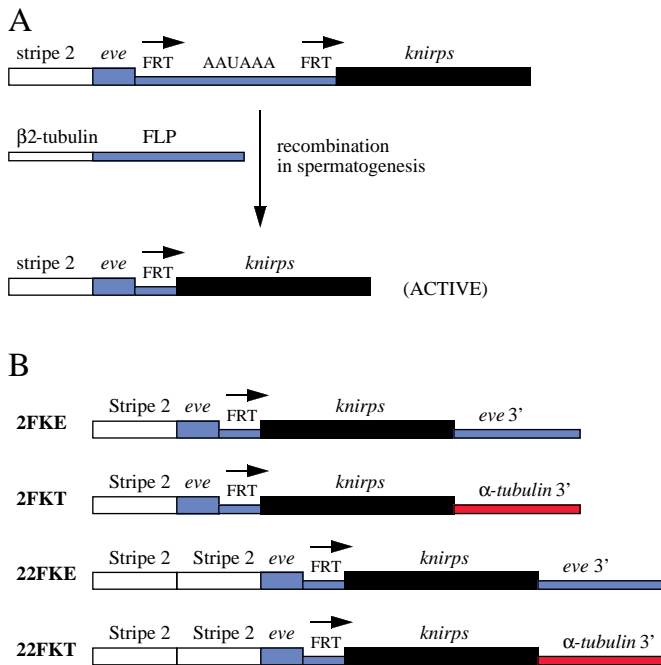 A
stripe 2 eve FRT AAUAAA FRT knirps
β2-tubulin FLP
recombination
in spermatogenesis
stripe 2 eve FRT knirps
(ACTIVE)
B
2FKE Stripe 2 eve FRT knirps eve 3’
2FKT Stripe 2 eve FRT knirps α-tubulin 3’
22FKE Stripe 2 Stripe 2 eve FRT knirps eve 3’
22FKT Stripe 2 Stripe 2 eve FRT knirps α-tubulin 3’